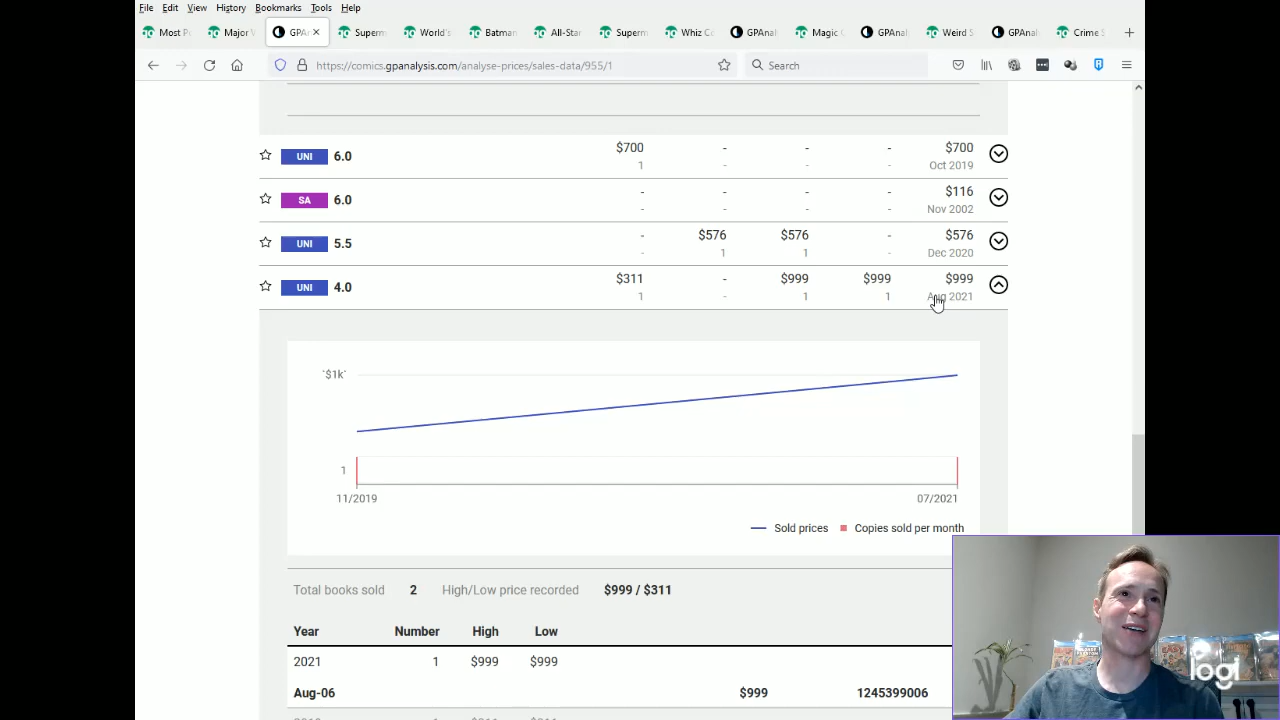 File Edit View History Bookmarks Tools Help
Most P Major GPA Superm World's Batman All-Star Superm Whiz C GPAnal Magic GPAnal Weird S GPAnal Crime S
https://comics.gpanalysis.com/analyse-prices/sales-data/955/1 Search
UNI 6.0 $700 - - - $700
1 - - - Oct 2019
SA 6.0 - - - - $116
- - - - Nov 2002
UNI 5.5 - $576 $576 - $576
- 1 1 - Dec 2020
UNI 4.0 $311 - $999 $999 $999
1 - 1 1 Aug 2021
'$1k'
1
11/2019 07/2021
Sold prices Copies sold per month
Total books sold 2 High/Low price recorded $999 / $311
Year Number High Low
2021 1 $999 $999
Aug-06 $999 1245399006
logi